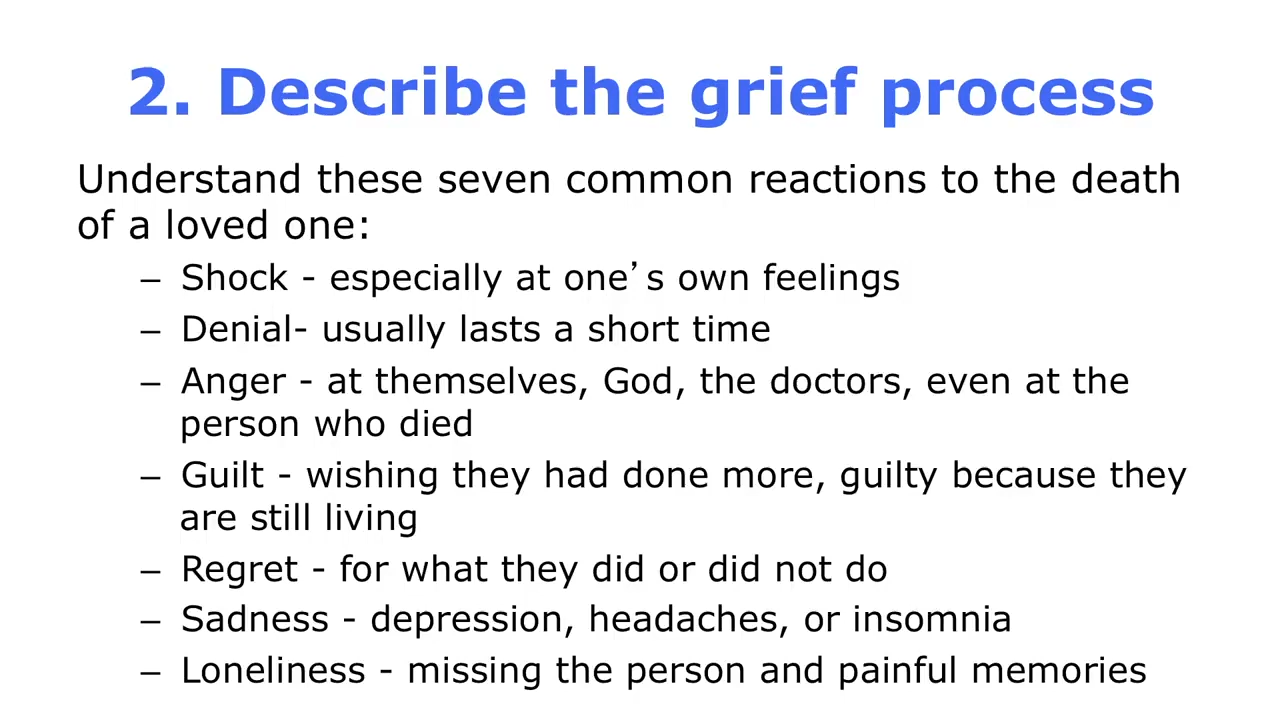 2. Describe the grief process
Understand these seven common reactions to the death
of a loved one:
– Shock - especially at one’s own feelings
– Denial- usually lasts a short time
– Anger - at themselves, God, the doctors, even at the
person who died
– Guilt - wishing they had done more, guilty because they
are still living
– Regret - for what they did or did not do
– Sadness - depression, headaches, or insomnia
– Loneliness - missing the person and painful memories